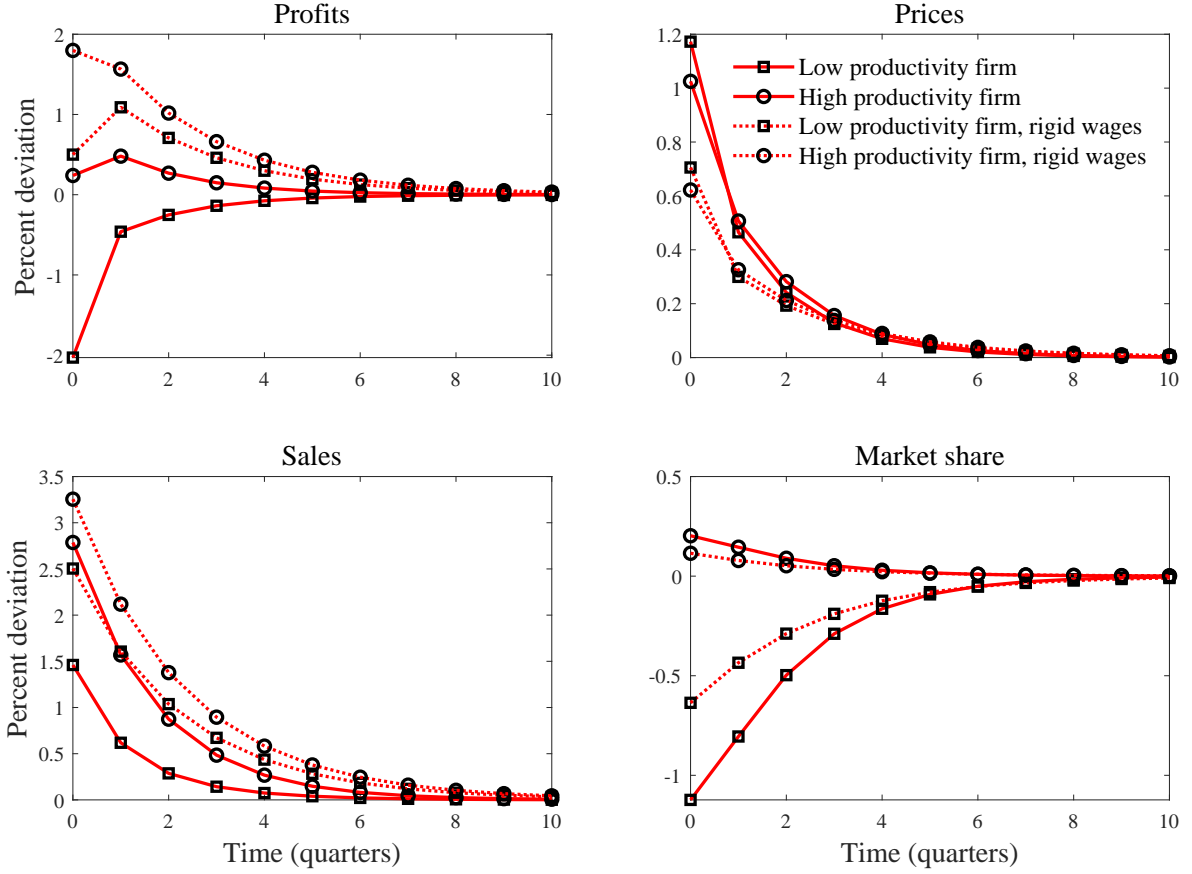 Profits
Percent deviation
2
1
0
-1
-2
0 2 4 6 8 10
Prices
1.2
1
0.8
0.6
0.4
0.2
0
0 2 4 6 8 10
Low productivity firm
High productivity firm
Low productivity firm, rigid wages
High productivity firm, rigid wages
Sales
Percent deviation
3.5
3
2.5
2
1.5
1
0.5
0
0 2 4 6 8 10
Time (quarters)
Market share
0.5
0
-0.5
-1
0 2 4 6 8 10
Time (quarters)